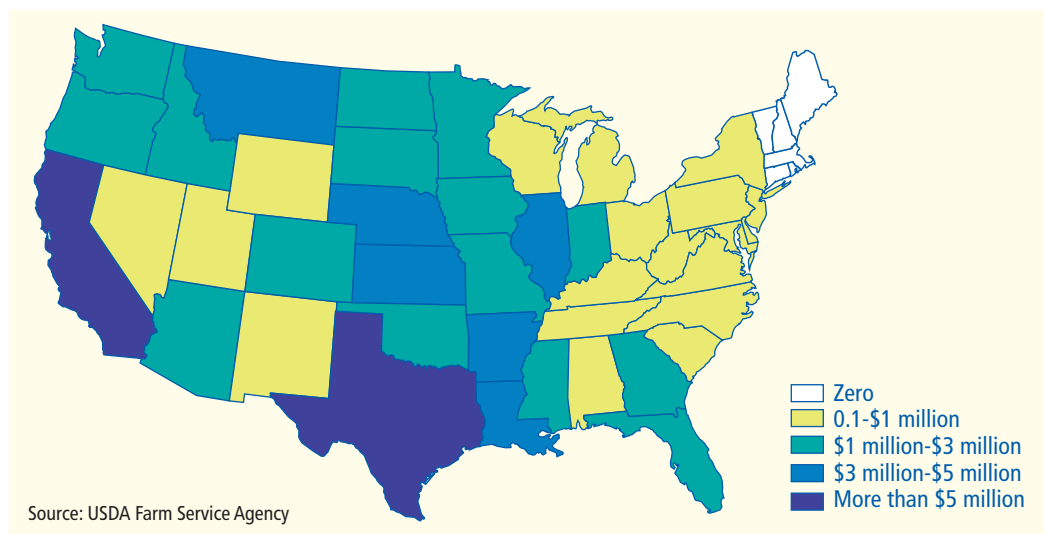 Zero
0.1-$1 million
$1 million-$3 million
$3 million-$5 million
More than $5 million
Source: USDA Farm Service Agency